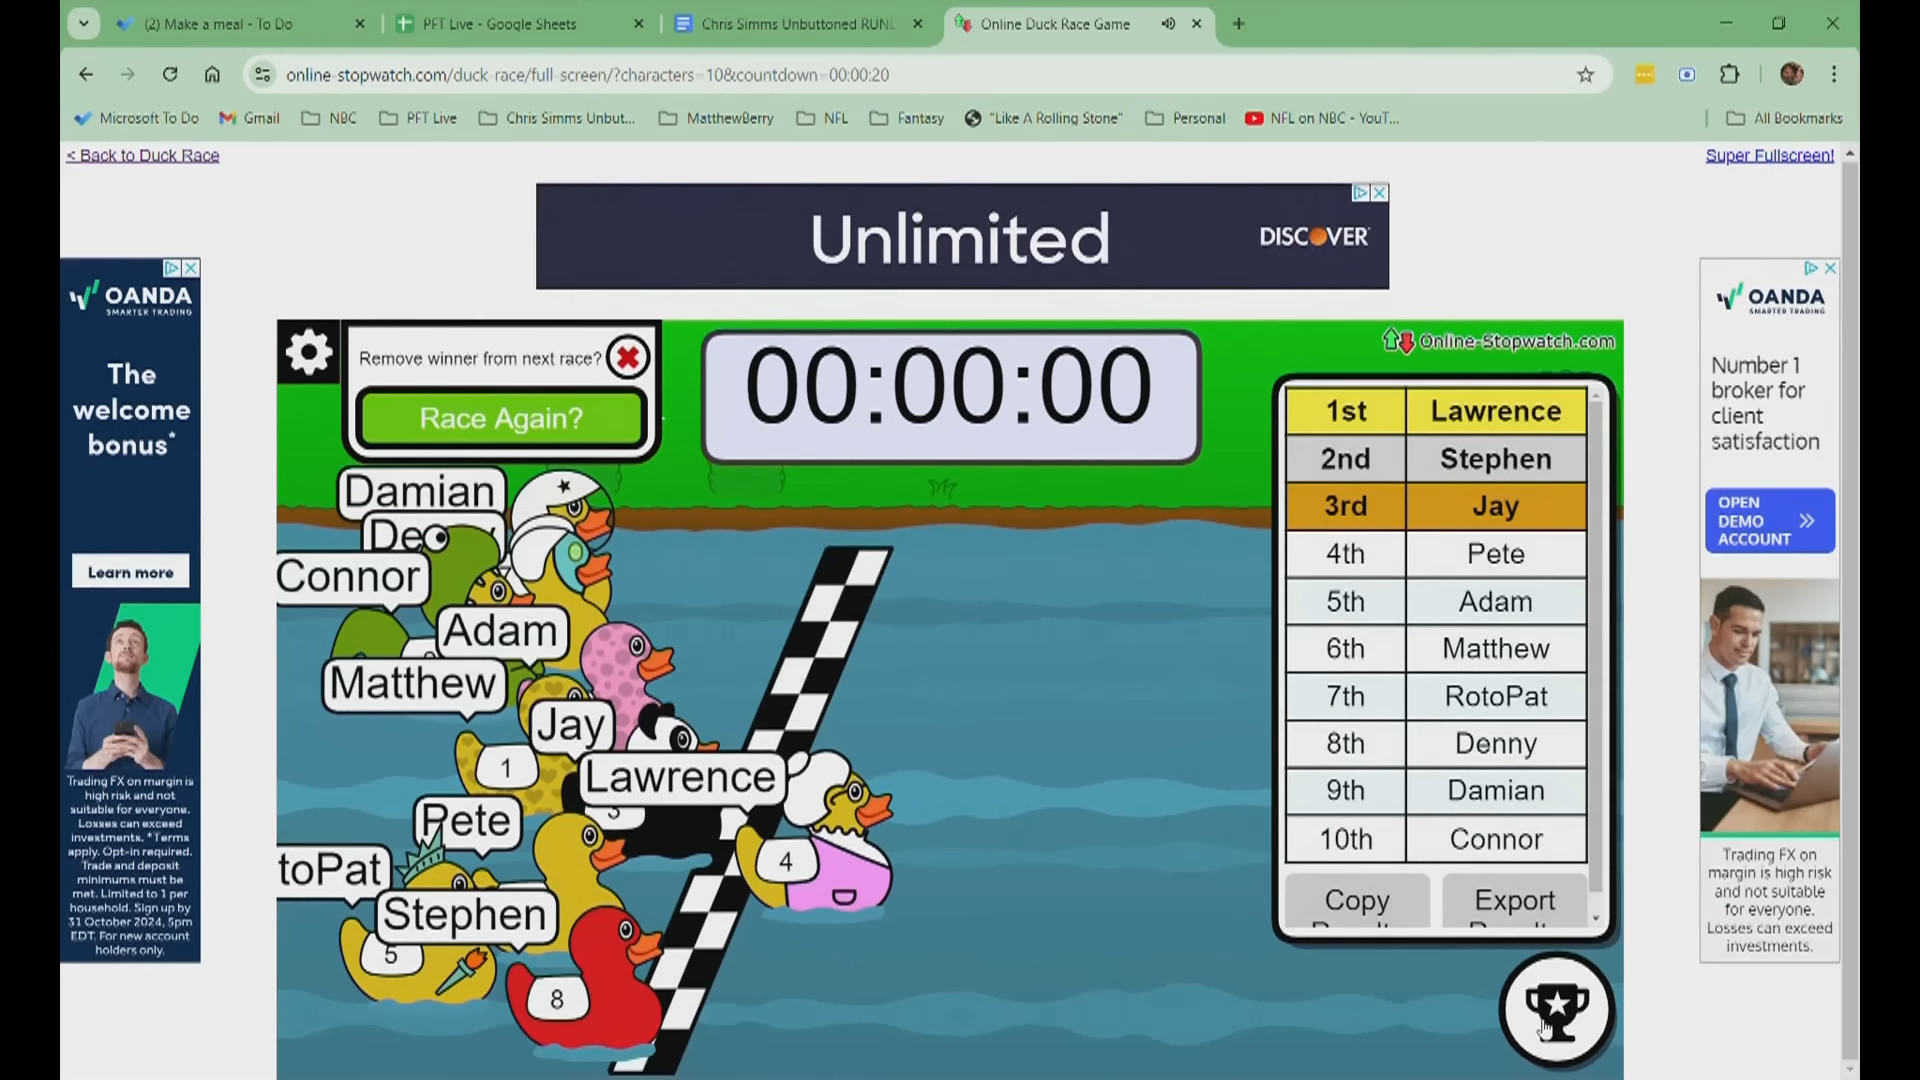 (2) Make a meal - To Do
PFT Live - Google Sheets
Chris Simms Unbuttoned RUN
Online Duck Race Game
online-stopwatch.com/duck-race/full-screen/?characters=10&countdown=00:00:20
Microsoft To Do
Gmail
NBC
PFT Live
Chris Simms Unbut...
MatthewBerry
NFL
Fantasy
"Like A Rolling Stone"
Personal
NFL on NBC - YouT...
All Bookmarks
< Back to Duck Race
Super Fullscreen!
Unlimited
DISCOVER
OANDA
SMARTER TRADING
The
welcome
bonus*
Learn more
Trading FX on margin is
high risk and not
suitable for everyone.
Losses can exceed
investments. *Terms
apply. Opt-in required.
Trade and deposit
minimums must be
met. Limited to 1 per
household. Sign up by
31 October 2024, 5pm
EDT. For new account
holders only.
Remove winner from next race?
Race Again?
00:00:00
Online-Stopwatch.com
Damian
De
Connor
Adam
Matthew
Jay
1
Lawrence
3
Pete
4
toPat
Stephen
5
8
1st Lawrence
2nd Stephen
3rd Jay
4th Pete
5th Adam
6th Matthew
7th RotoPat
8th Denny
9th Damian
10th Connor
Copy
Export
OANDA
SMARTER TRADING
Number 1
broker for
client
satisfaction
OPEN
DEMO
ACCOUNT
Trading FX on
margin is high risk
and not suitable
for everyone.
Losses can exceed
investments.